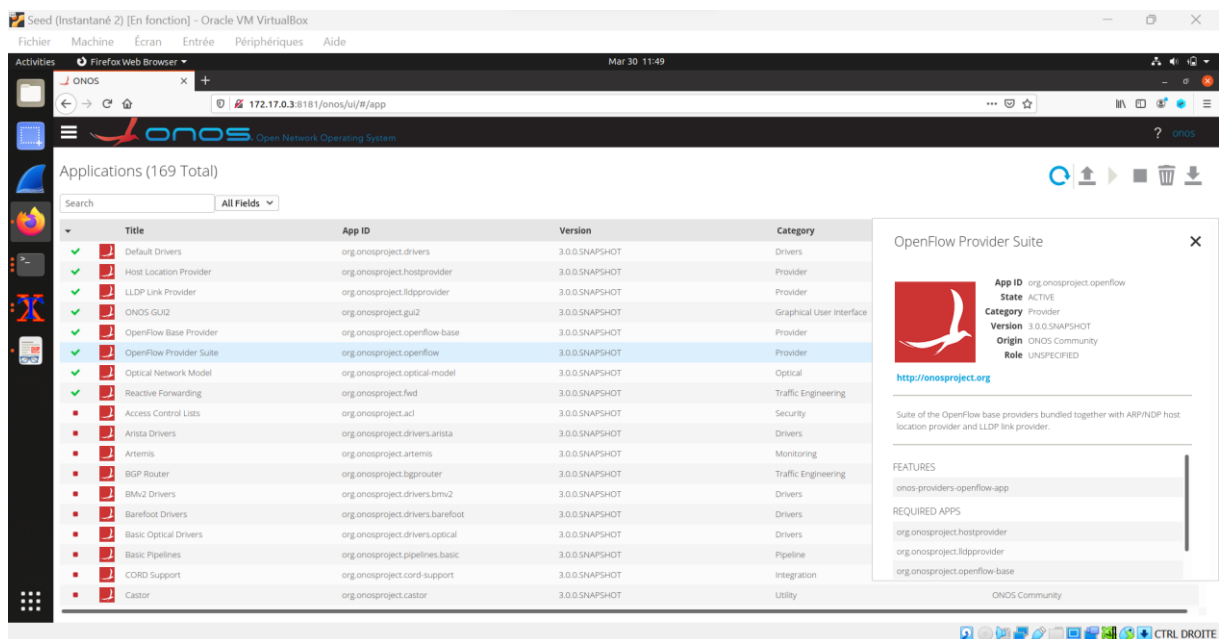 Seed (Instantané 2) [En fonction] - Oracle VM VirtualBox
Fichier Machine Écran Entrée Périphériques Aide
Activities Firefox Web Browser Mar 30 11:49
ONOS
172.17.0.3:8181/onos/ui/#/app
onos Open Network Operating System ? onos
Applications (169 Total)
Search All Fields
Title App ID Version Category
Default Drivers org.onosproject.drivers 3.0.0.SNAPSHOT Drivers
Host Location Provider org.onosproject.hostprovider 3.0.0.SNAPSHOT Provider
LLDP Link Provider org.onosproject.lldpprovider 3.0.0.SNAPSHOT Provider
ONOS GUI2 org.onosproject.gui2 3.0.0.SNAPSHOT Graphical User Interface
OpenFlow Base Provider org.onosproject.openflow-base 3.0.0.SNAPSHOT Provider
OpenFlow Provider Suite org.onosproject.openflow 3.0.0.SNAPSHOT Provider
Optical Network Model org.onosproject.optical-model 3.0.0.SNAPSHOT Optical
Reactive Forwarding org.onosproject.fwd 3.0.0.SNAPSHOT Traffic Engineering
Access Control Lists org.onosproject.acl 3.0.0.SNAPSHOT Security
Arista Drivers org.onosproject.drivers.arista 3.0.0.SNAPSHOT Drivers
Artemis org.onosproject.artemis 3.0.0.SNAPSHOT Monitoring
BGP Router org.onosproject.bgprouter 3.0.0.SNAPSHOT Traffic Engineering
BMv2 Drivers org.onosproject.drivers.bmv2 3.0.0.SNAPSHOT Drivers
Barefoot Drivers org.onosproject.drivers.barefoot 3.0.0.SNAPSHOT Drivers
Basic Optical Drivers org.onosproject.drivers.optical 3.0.0.SNAPSHOT Drivers
Basic Pipelines org.onosproject.pipelines.basic 3.0.0.SNAPSHOT Pipeline
CORD Support org.onosproject.cord-support 3.0.0.SNAPSHOT Integration
Castor org.onosproject.castor 3.0.0.SNAPSHOT Utility ONOS Community
OpenFlow Provider Suite
App ID org.onosproject.openflow
State ACTIVE
Category Provider
Version 3.0.0.SNAPSHOT
Origin ONOS Community
Role UNSPECIFIED
http://onosproject.org
Suite of the OpenFlow base providers bundled together with ARP/NDP host
location provider and LLDP link provider.
FEATURES
onos-providers-openflow-app
REQUIRED APPS
org.onosproject.hostprovider
org.onosproject.lldpprovider
org.onosproject.openflow-base
CTRL DROITE